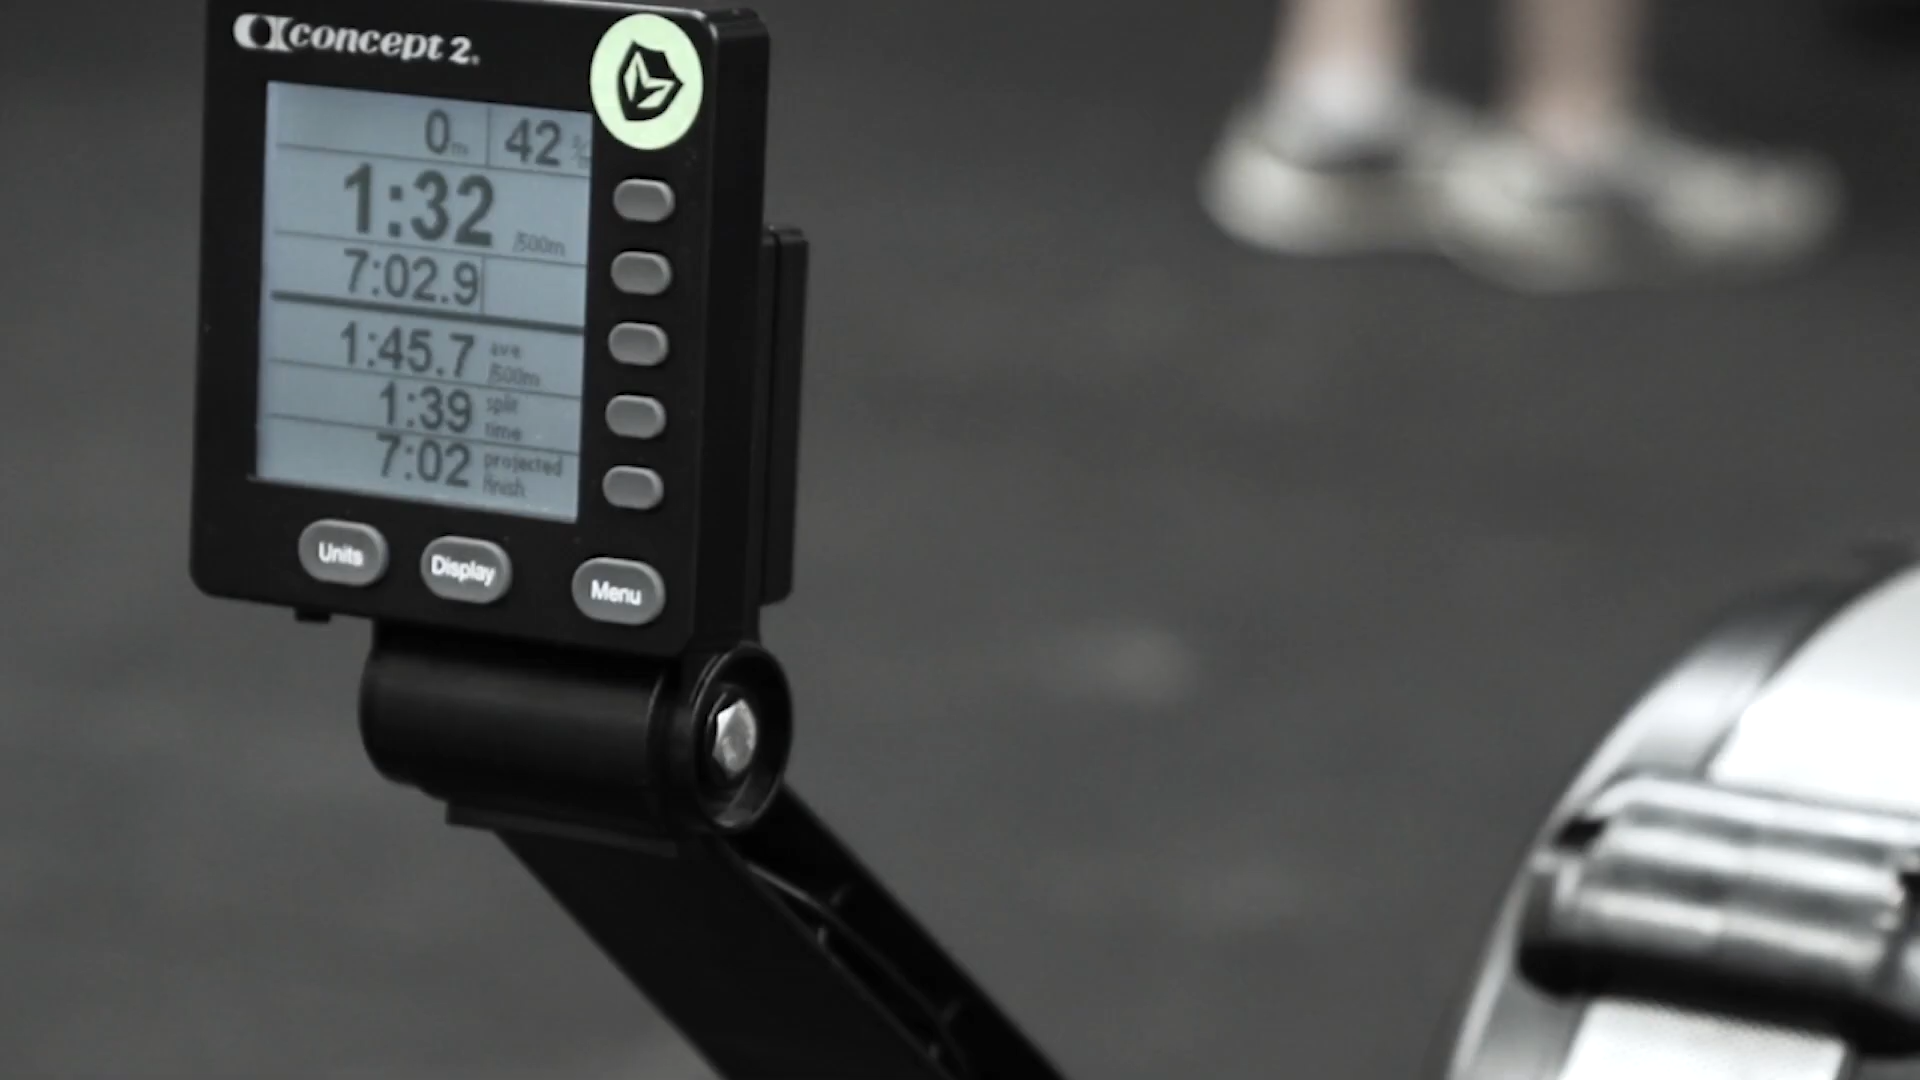 concept 2.
0m 42 s/m
1:32 /500m
7:02.9
1:45.7 ave /500m
1:39 split time
7:02 projected finish
Units Display Menu